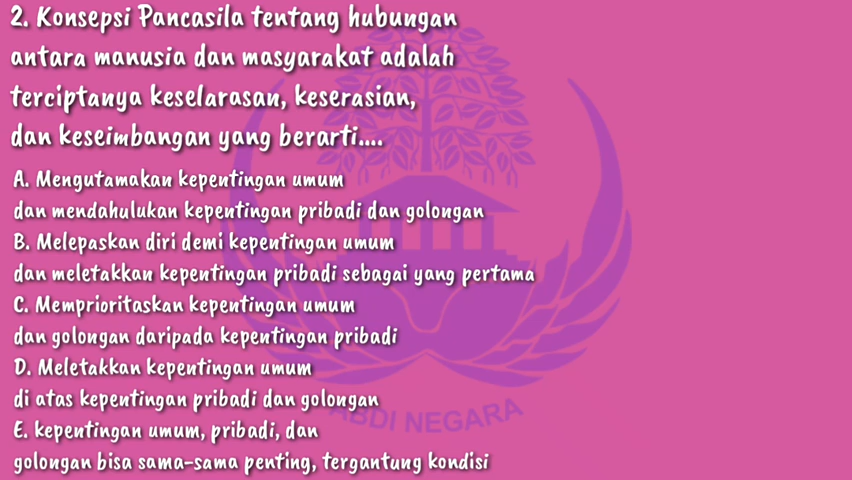 2. Konsepsi Pancasila tentang hubungan
antara manusia dan masyarakat adalah
terciptanya keselarasan, keserasian,
dan keseimbangan yang berarti....
A. Mengutamakan kepentingan umum
dan mendahulukan kepentingan pribadi dan golongan
B. Melepaskan diri demi kepentingan umum
dan meletakkan kepentingan pribadi sebagai yang pertama
C. Memprioritaskan kepentingan umum
dan golongan daripada kepentingan pribadi
D. Meletakkan kepentingan umum
di atas kepentingan pribadi dan golongan
E. kepentingan umum, pribadi, dan
golongan bisa sama-sama penting, tergantung kondisi
ABDI NEGARA